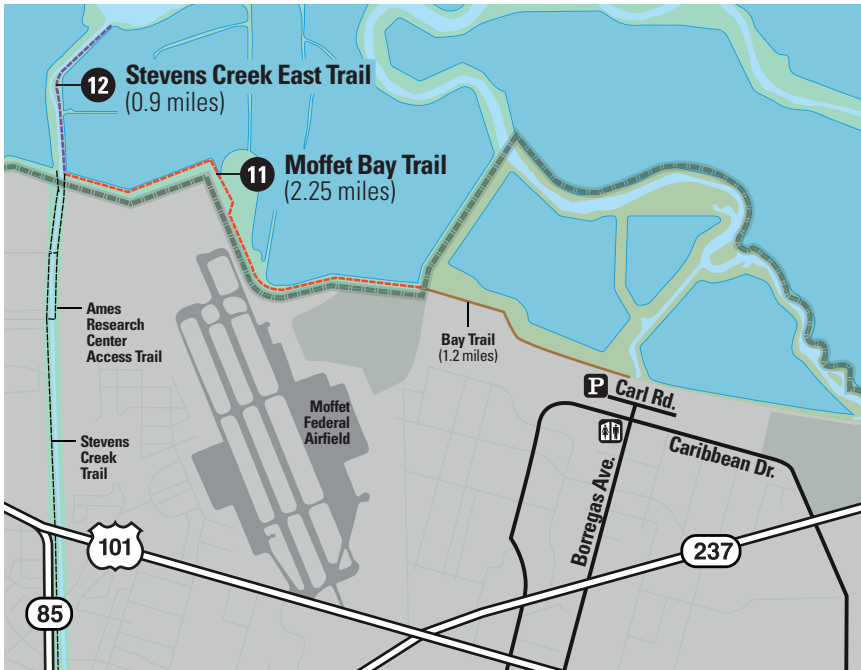 12
Stevens Creek East Trail
(0.9 miles)
11
Moffet Bay Trail
(2.25 miles)
Ames
Research
Center
Access Trail
Bay Trail
(1.2 miles)
P
Carl Rd.
Moffet
Federal
Airfield
Stevens
Creek
Trail
Caribbean Dr.
Borregas Ave.
101
237
85